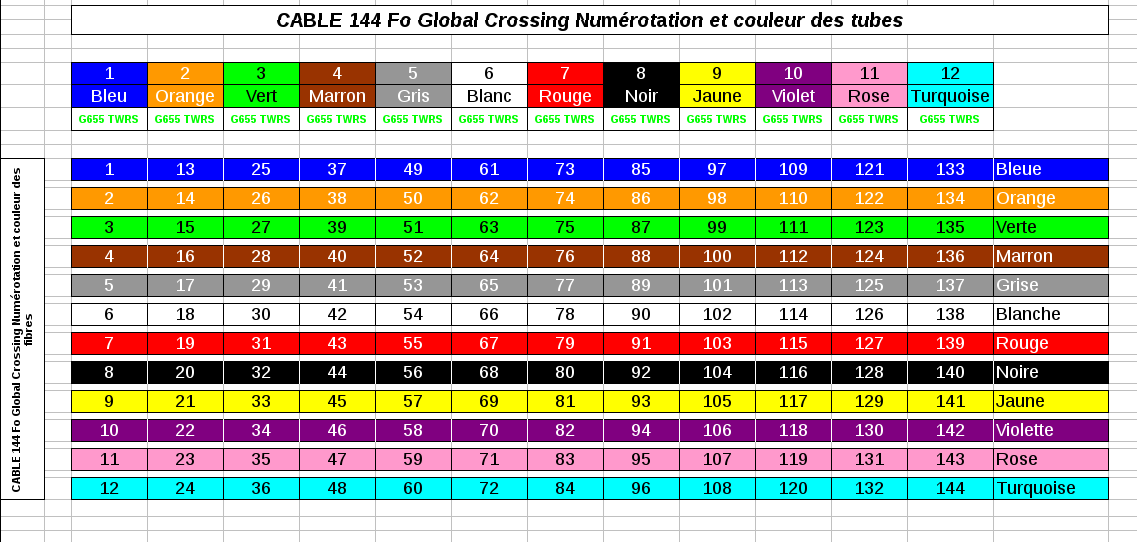 CABLE 144 Fo Global Crossing Numérotation et couleur des tubes
1 2 3 4 5 6 7 8 9 10 11 12
Bleu Orange Vert Marron Gris Blanc Rouge Noir Jaune Violet Rose Turquoise
G655 TWRS G655 TWRS G655 TWRS G655 TWRS G655 TWRS G655 TWRS G655 TWRS G655 TWRS G655 TWRS G655 TWRS G655 TWRS G655 TWRS
CABLE 144 Fo Global Crossing Numérotation et couleur des
fibres
1 13 25 37 49 61 73 85 97 109 121 133 Bleue
2 14 26 38 50 62 74 86 98 110 122 134 Orange
3 15 27 39 51 63 75 87 99 111 123 135 Verte
4 16 28 40 52 64 76 88 100 112 124 136 Marron
5 17 29 41 53 65 77 89 101 113 125 137 Grise
6 18 30 42 54 66 78 90 102 114 126 138 Blanche
7 19 31 43 55 67 79 91 103 115 127 139 Rouge
8 20 32 44 56 68 80 92 104 116 128 140 Noire
9 21 33 45 57 69 81 93 105 117 129 141 Jaune
10 22 34 46 58 70 82 94 106 118 130 142 Violette
11 23 35 47 59 71 83 95 107 119 131 143 Rose
12 24 36 48 60 72 84 96 108 120 132 144 Turquoise